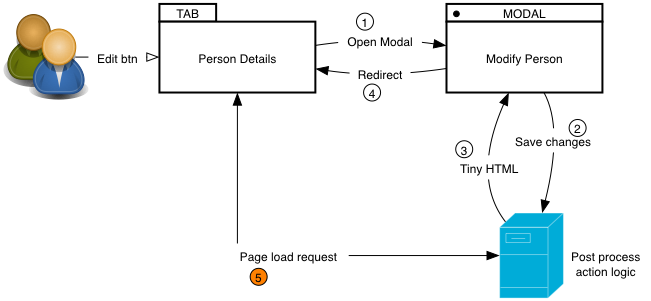 TAB
MODAL
1
Open Modal
Edit btn
Person Details
Modify Person
Redirect
4
2
Save changes
3
Tiny HTML
Page load request
5
Post process
action logic